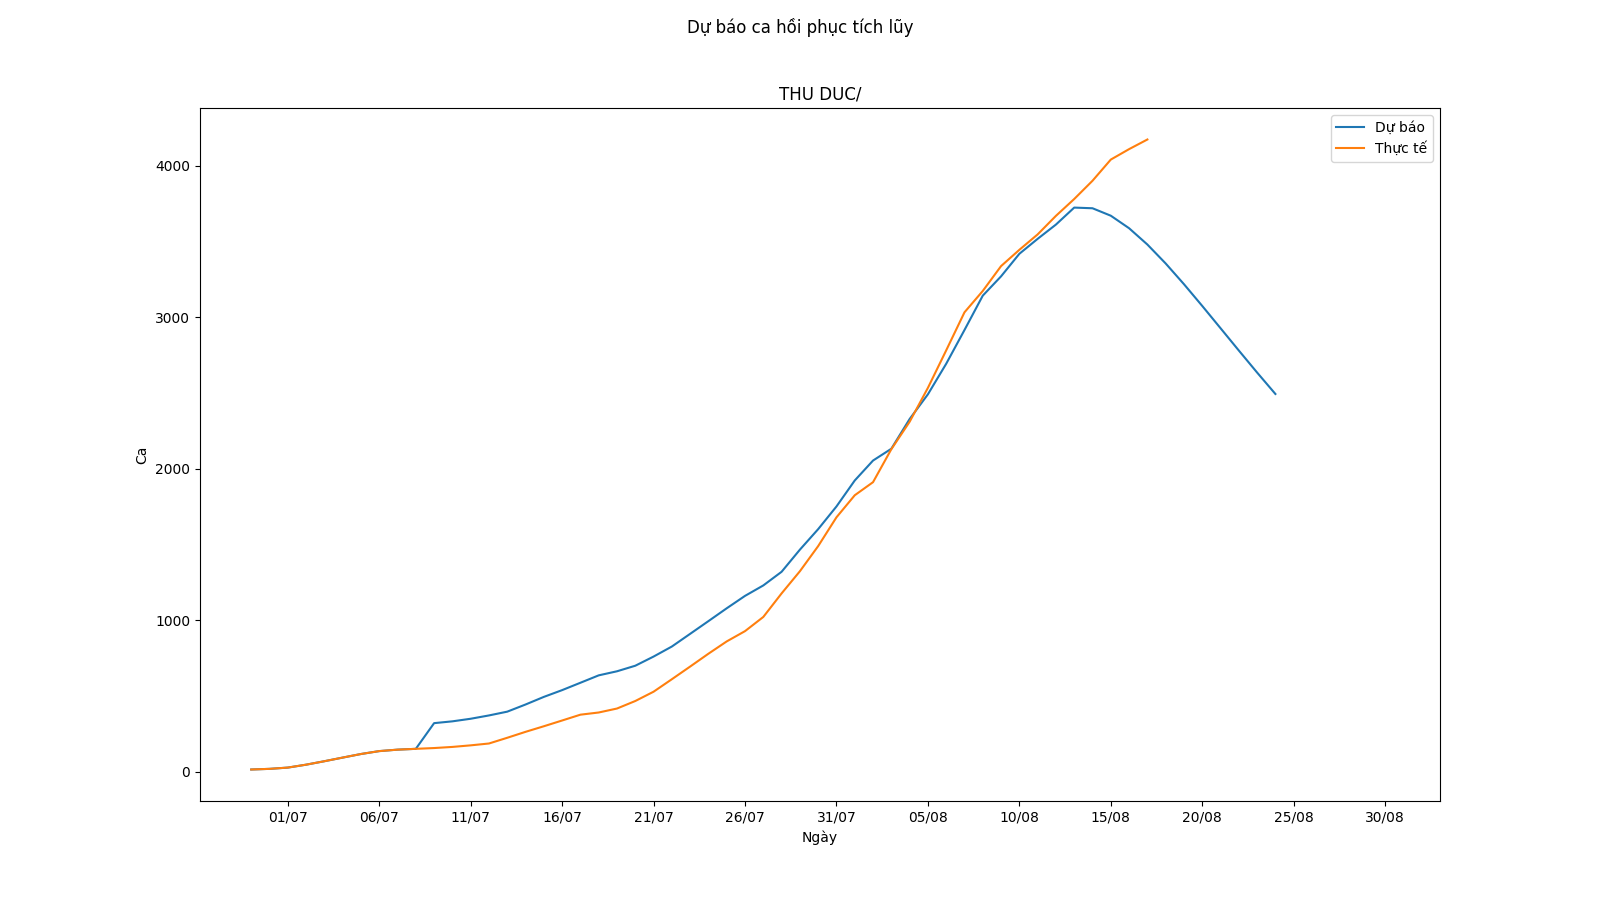 Dự báo ca hồi phục tích lũy
THU DUC/
Dự báo
Thực tế
4000
3000
2000
1000
0
Ca
01/07 06/07 11/07 16/07 21/07 26/07 31/07 05/08 10/08 15/08 20/08 25/08 30/08
Ngày